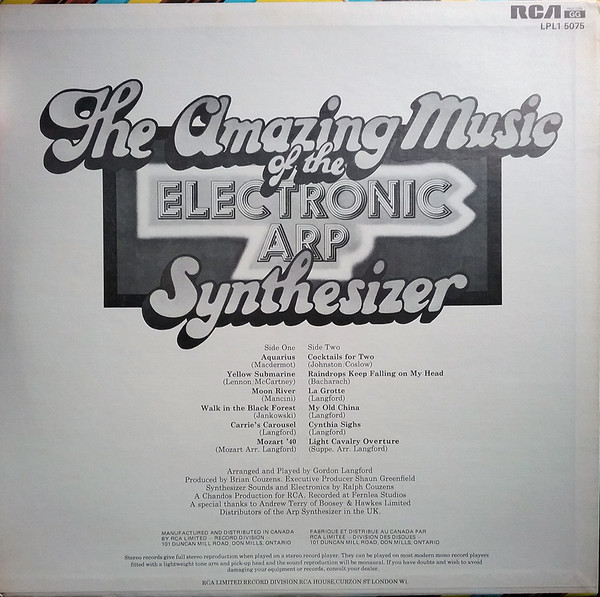 RCA GG
LPL1 5075
The Amazing Music
of the
ELECTRONIC
ARP
Synthesizer
Side One
Aquarius
(Macdermot)
Yellow Submarine
(Lennon McCartney)
Moon River
(Mancini)
Walk in the Black Forest
(Jankowski)
Carrie's Carousel
(Langford)
Mozart '40
(Mozart Arr. Langford)
Side Two
Cocktails for Two
(Johnston/Coslow)
Raindrops Keep Falling on My Head
(Bacharach)
La Grotte
(Langford)
My Old China
(Langford)
Cynthia Sighs
(Langford)
Light Cavalry Overture
(Suppe. Arr. Langford)
Arranged and Played by Gordon Langford
Produced by Brian Couzens. Executive Producer Shaun Greenfield
Synthesizer Sounds and Electronics by Ralph Couzens
A Chandos Production for RCA. Recorded at Fernlea Studios
A special thanks to Andrew Terry of Boosey & Hawkes Limited
Distributors of the Arp Synthesizer in the UK.
MANUFACTURED AND DISTRIBUTED IN CANADA
BY RCA LIMITED - RECORD DIVISION -
101 DUNCAN MILL ROAD, DON MILLS, ONTARIO
FABRIQUE ET DISTRIBUE AU CANADA PAR
RCA LIMITEE - DIVISION DES DISQUES -
101 DUNCAN MILL ROAD, DON MILLS, ONTARIO
Stereo records give full stereo reproduction when played on a stereo record player. They can be played on most modern mono record players
fitted with a lightweight tone arm and pick-up head and the sound reproduction will be monaural. If you have doubts and wish to avoid
damaging your equipment or records, consult your dealer.
RCA LIMITED RECORD DIVISION RCA HOUSE, CURZON ST LONDON W1.